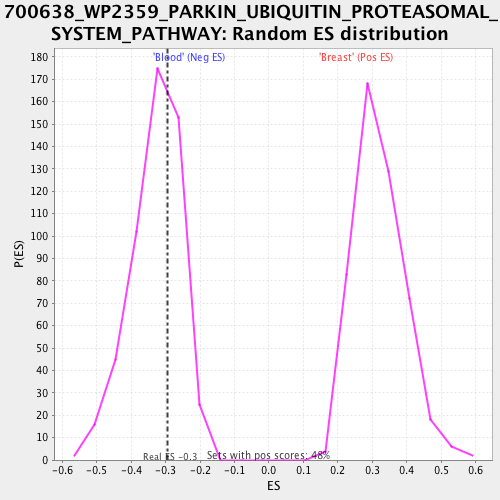 700638_WP2359_PARKIN_UBIQUITIN_PROTEASOMAL_
SYSTEM_PATHWAY: Random ES distribution
'Blood' (Neg ES)
'Breast' (Pos ES)
180
170
160
150
140
130
120
110
100
90
80
70
60
50
40
30
20
10
0
P(ES)
Real ES -0.3
Sets with pos scores: 48%
-0.6 -0.5 -0.4 -0.3 -0.2 -0.1 0.0 0.1 0.2 0.3 0.4 0.5 0.6
ES